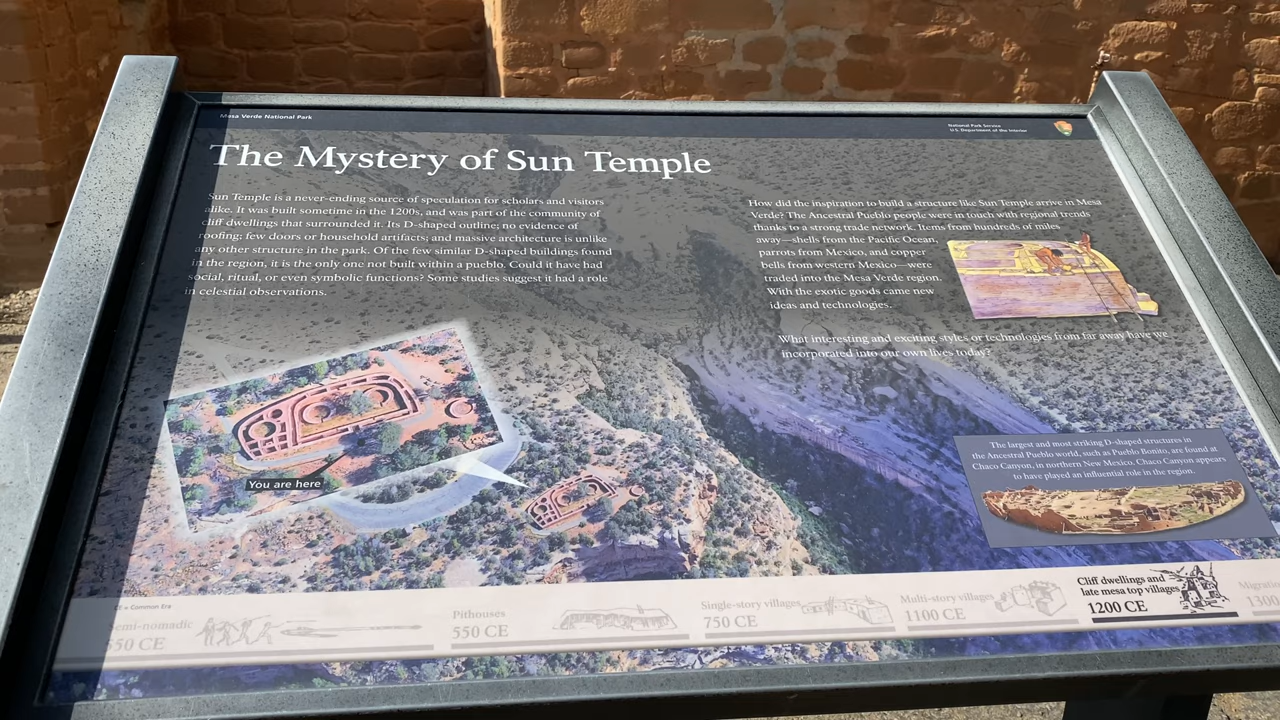 Mesa Verde National Park
National Park Service
U.S. Department of the Interior
The Mystery of Sun Temple
Sun Temple is a never-ending source of speculation for scholars and visitors
alike. It was built sometime in the 1200s, and was part of the community of
cliff dwellings that surrounded it. Its D-shaped outline; no evidence of
roofing; few doors or household artifacts; and massive architecture is unlike
any other structure in the park. Of the few similar D-shaped buildings found
in the region, it is the only one not built within a pueblo. Could it have had
social, ritual, or even symbolic functions? Some studies suggest it had a role
in celestial observations.
How did the inspiration to build a structure like Sun Temple arrive in Mesa
Verde? The Ancestral Pueblo people were in touch with regional trends
thanks to a strong trade network. Items from hundreds of miles
away—shells from the Pacific Ocean,
parrots from Mexico, and copper
bells from western Mexico—were
traded into the Mesa Verde region.
With the exotic goods came new
ideas and technologies.
What interesting and exciting styles or technologies from far away have we
incorporated into our own lives today?
You are here
The largest and most striking D-shaped structures in
the Ancestral Pueblo world, such as Pueblo Bonito, are found at
Chaco Canyon, in northern New Mexico. Chaco Canyon appears
to have played an influential role in the region.
= Common Era
Semi-nomadic
550 CE
Pithouses
550 CE
Single-story villages
750 CE
Multi-story villages
1100 CE
Cliff dwellings and
late mesa top villages
1200 CE
Migration
1300